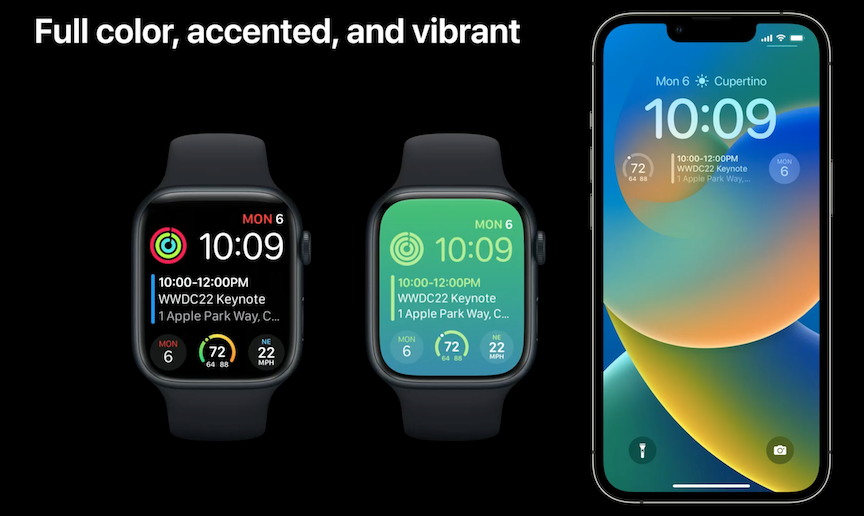 Full color, accented, and vibrant
MON 6
10:09
10:00-12:00PM
WWDC22 Keynote
1 Apple Park Way, C...
MON
6
72
64 88
NE
22
MPH
MON 6
10:09
10:00-12:00PM
WWDC22 Keynote
1 Apple Park Way, C...
MON
6
72
64 88
NE
22
MPH
Mon 6 Cupertino
10:09
72
64 88
10:00-12:00PM
WWDC22 Keynote
1 Apple Park Way,...
MON
6